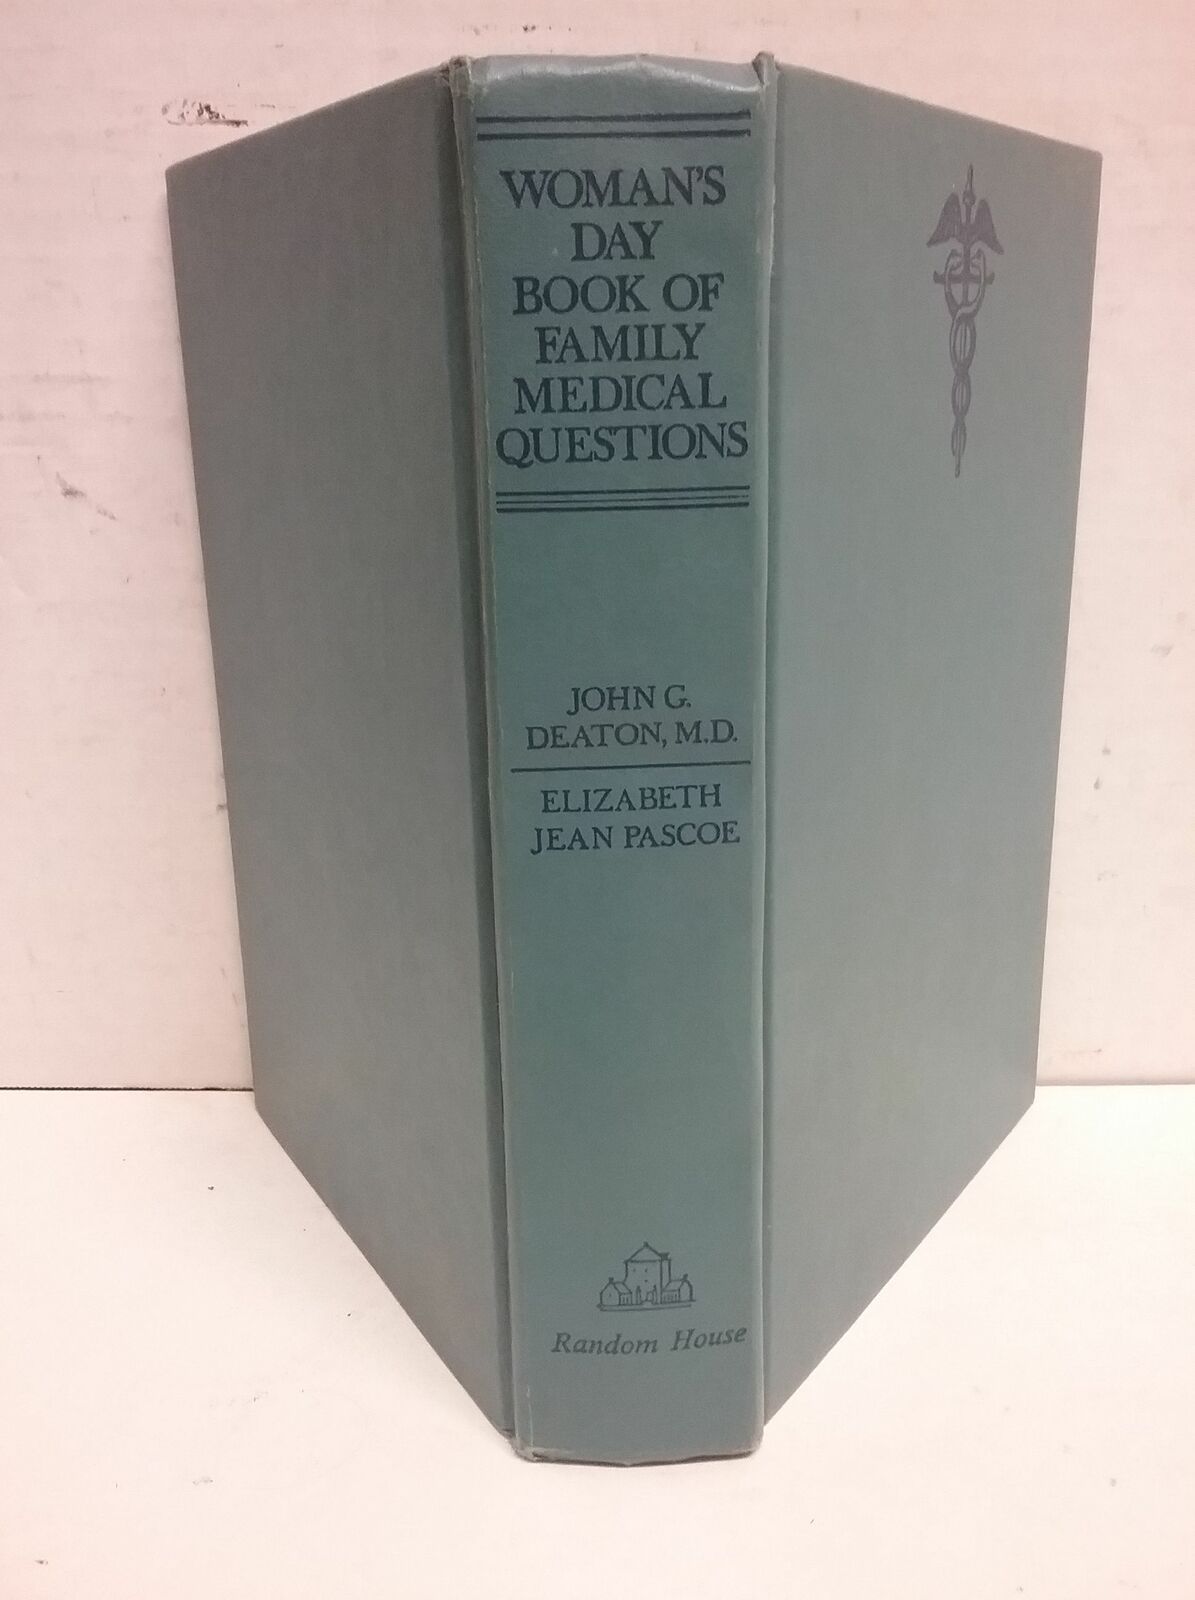 WOMAN'S
DAY
BOOK OF
FAMILY
MEDICAL
QUESTIONS
JOHN G.
DEATON, M.D.
ELIZABETH
JEAN PASCOE
Random House